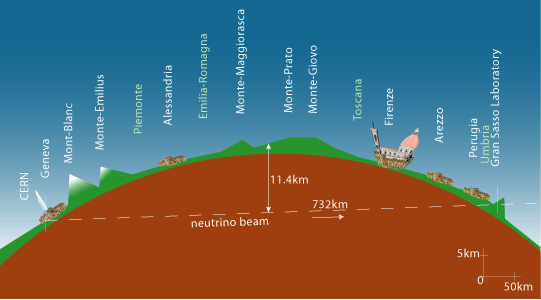 CERN
Geneva
Mont-Blanc
Monte-Emilius
Piemonte
Alessandria
Emilia-Romagna
Monte-Maggiorasca
Monte-Prato
Monte-Giovo
Toscana
Firenze
Arezzo
Perugia
Umbria
Gran Sasso Laboratory
11.4km
732km
neutrino beam
5km
0
50km